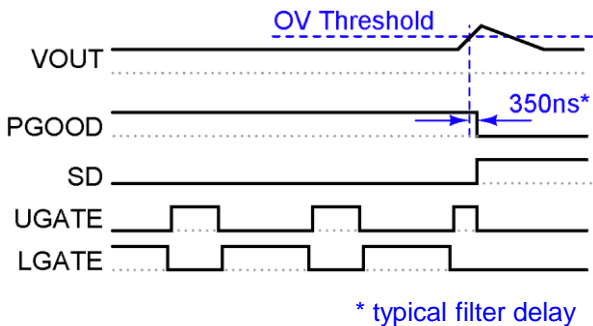 OV Threshold
VOUT
350ns*
PGOOD
SD
UGATE
LGATE
* typical filter delay